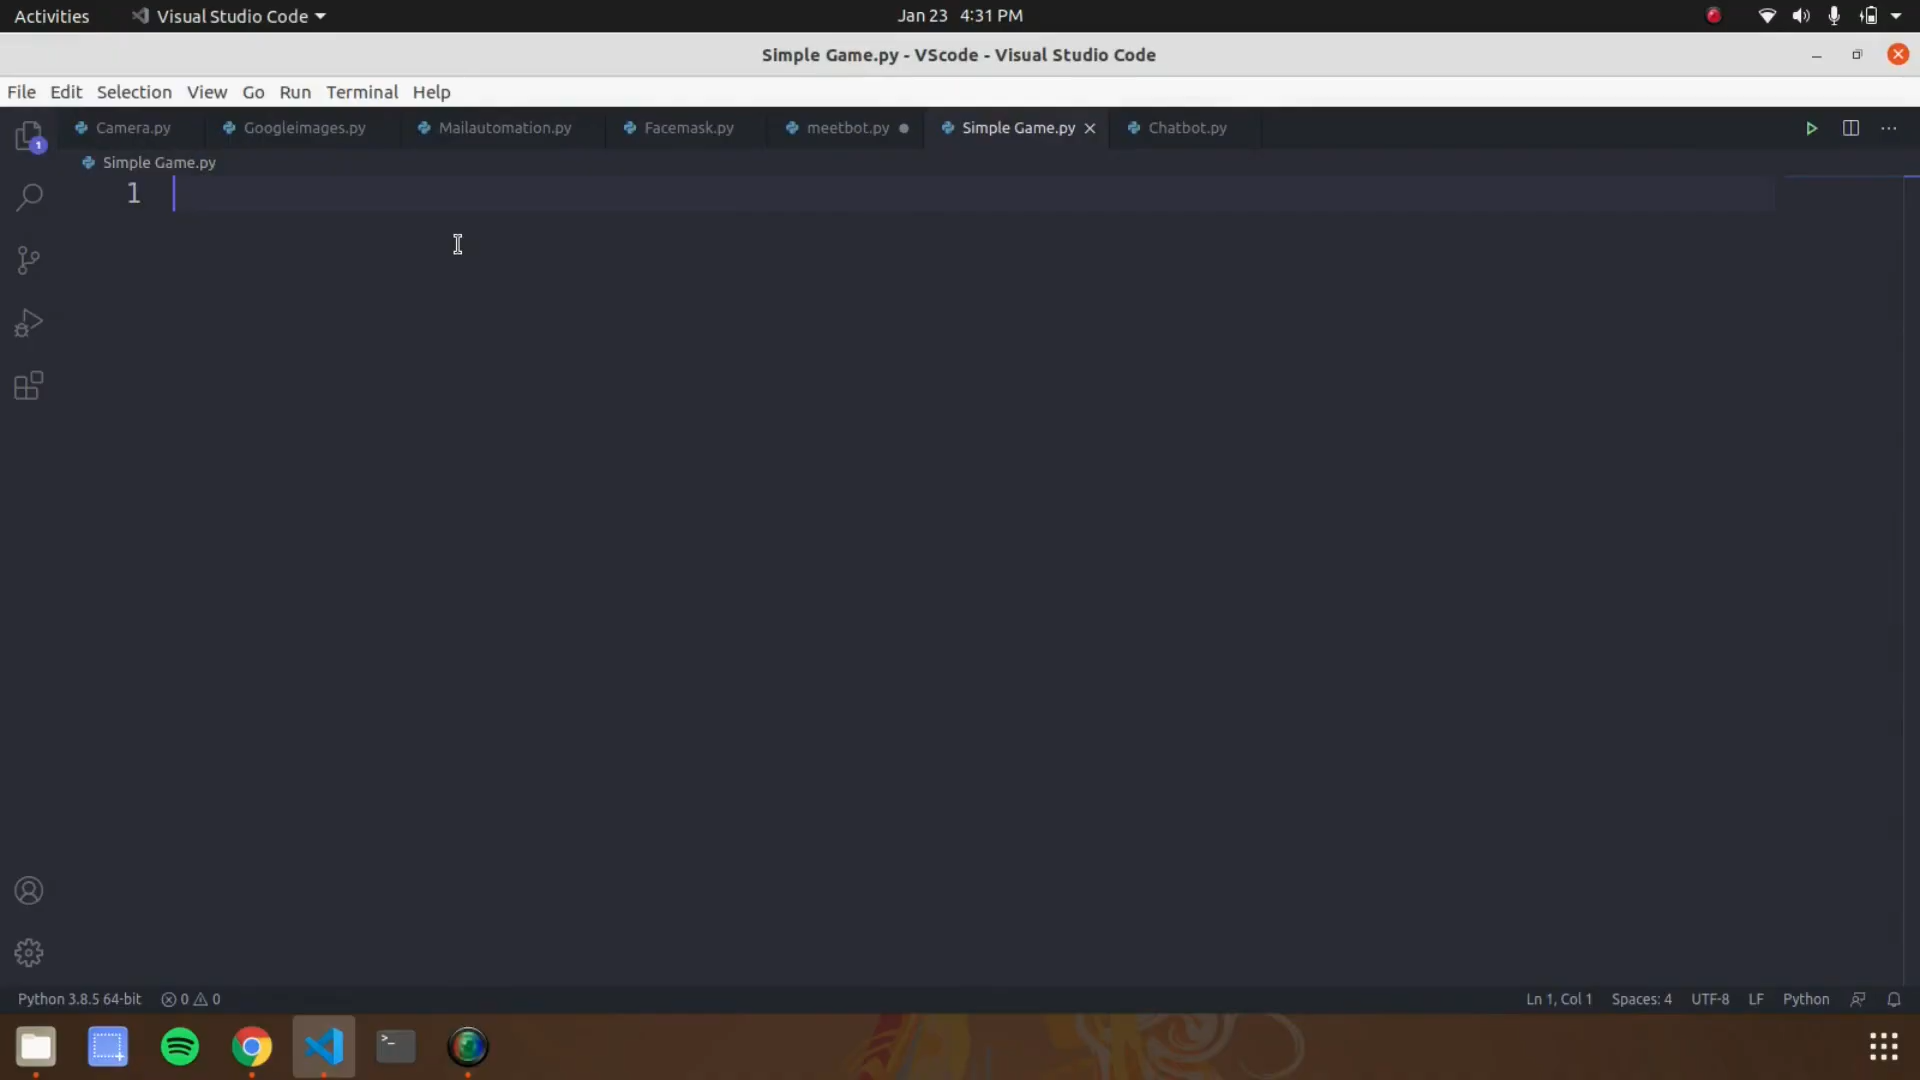 Activities Visual Studio Code Jan 23 4:31 PM
Simple Game.py - VScode - Visual Studio Code
File Edit Selection View Go Run Terminal Help
Camera.py Googleimages.py Mailautomation.py Facemask.py meetbot.py Simple Game.py Chatbot.py
1
Simple Game.py
1
Python 3.8.5 64-bit 0 0 Ln 1, Col 1 Spaces: 4 UTF-8 LF Python
>_